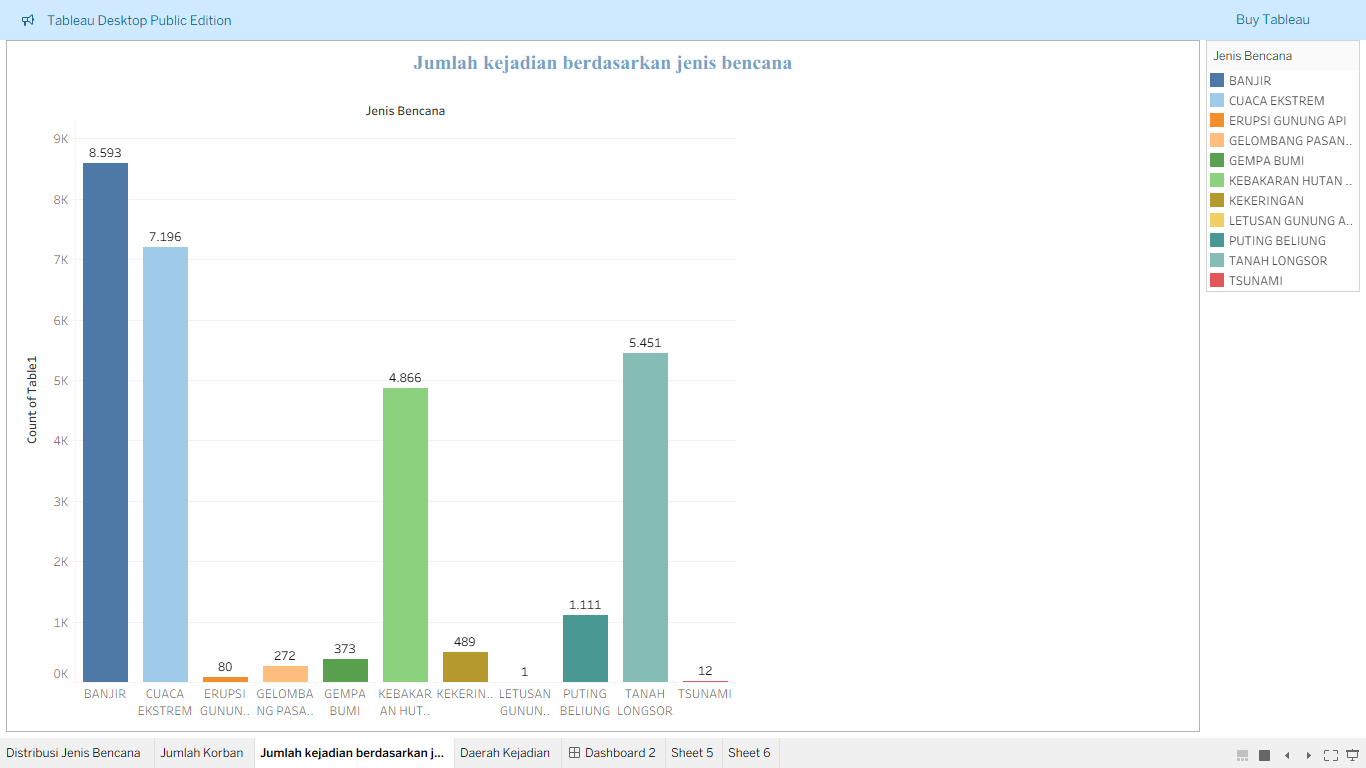 Tableau Desktop Public Edition
Buy Tableau
Jumlah kejadian berdasarkan jenis bencana
Jenis Bencana
Count of Table1
9K
8K
7K
6K
5K
4K
3K
2K
1K
0K
8.593
7.196
80
272
373
4.866
489
1
1.111
5.451
12
BANJIR
CUACA
EKSTREM
ERUPSI
GUNUN..
GELOMBA
NG PASA..
GEMPA
BUMI
KEBAKAR
AN HUT..
KEKERIN..
LETUSAN
GUNUN..
PUTING
BELIUNG
TANAH
LONGSOR
TSUNAMI
Jenis Bencana
BANJIR
CUACA EKSTREM
ERUPSI GUNUNG API
GELOMBANG PASAN..
GEMPA BUMI
KEBAKARAN HUTAN ..
KEKERINGAN
LETUSAN GUNUNG A..
PUTING BELIUNG
TANAH LONGSOR
TSUNAMI
Distribusi Jenis Bencana
Jumlah Korban
Jumlah kejadian berdasarkan j...
Daerah Kejadian
Dashboard 2
Sheet 5
Sheet 6